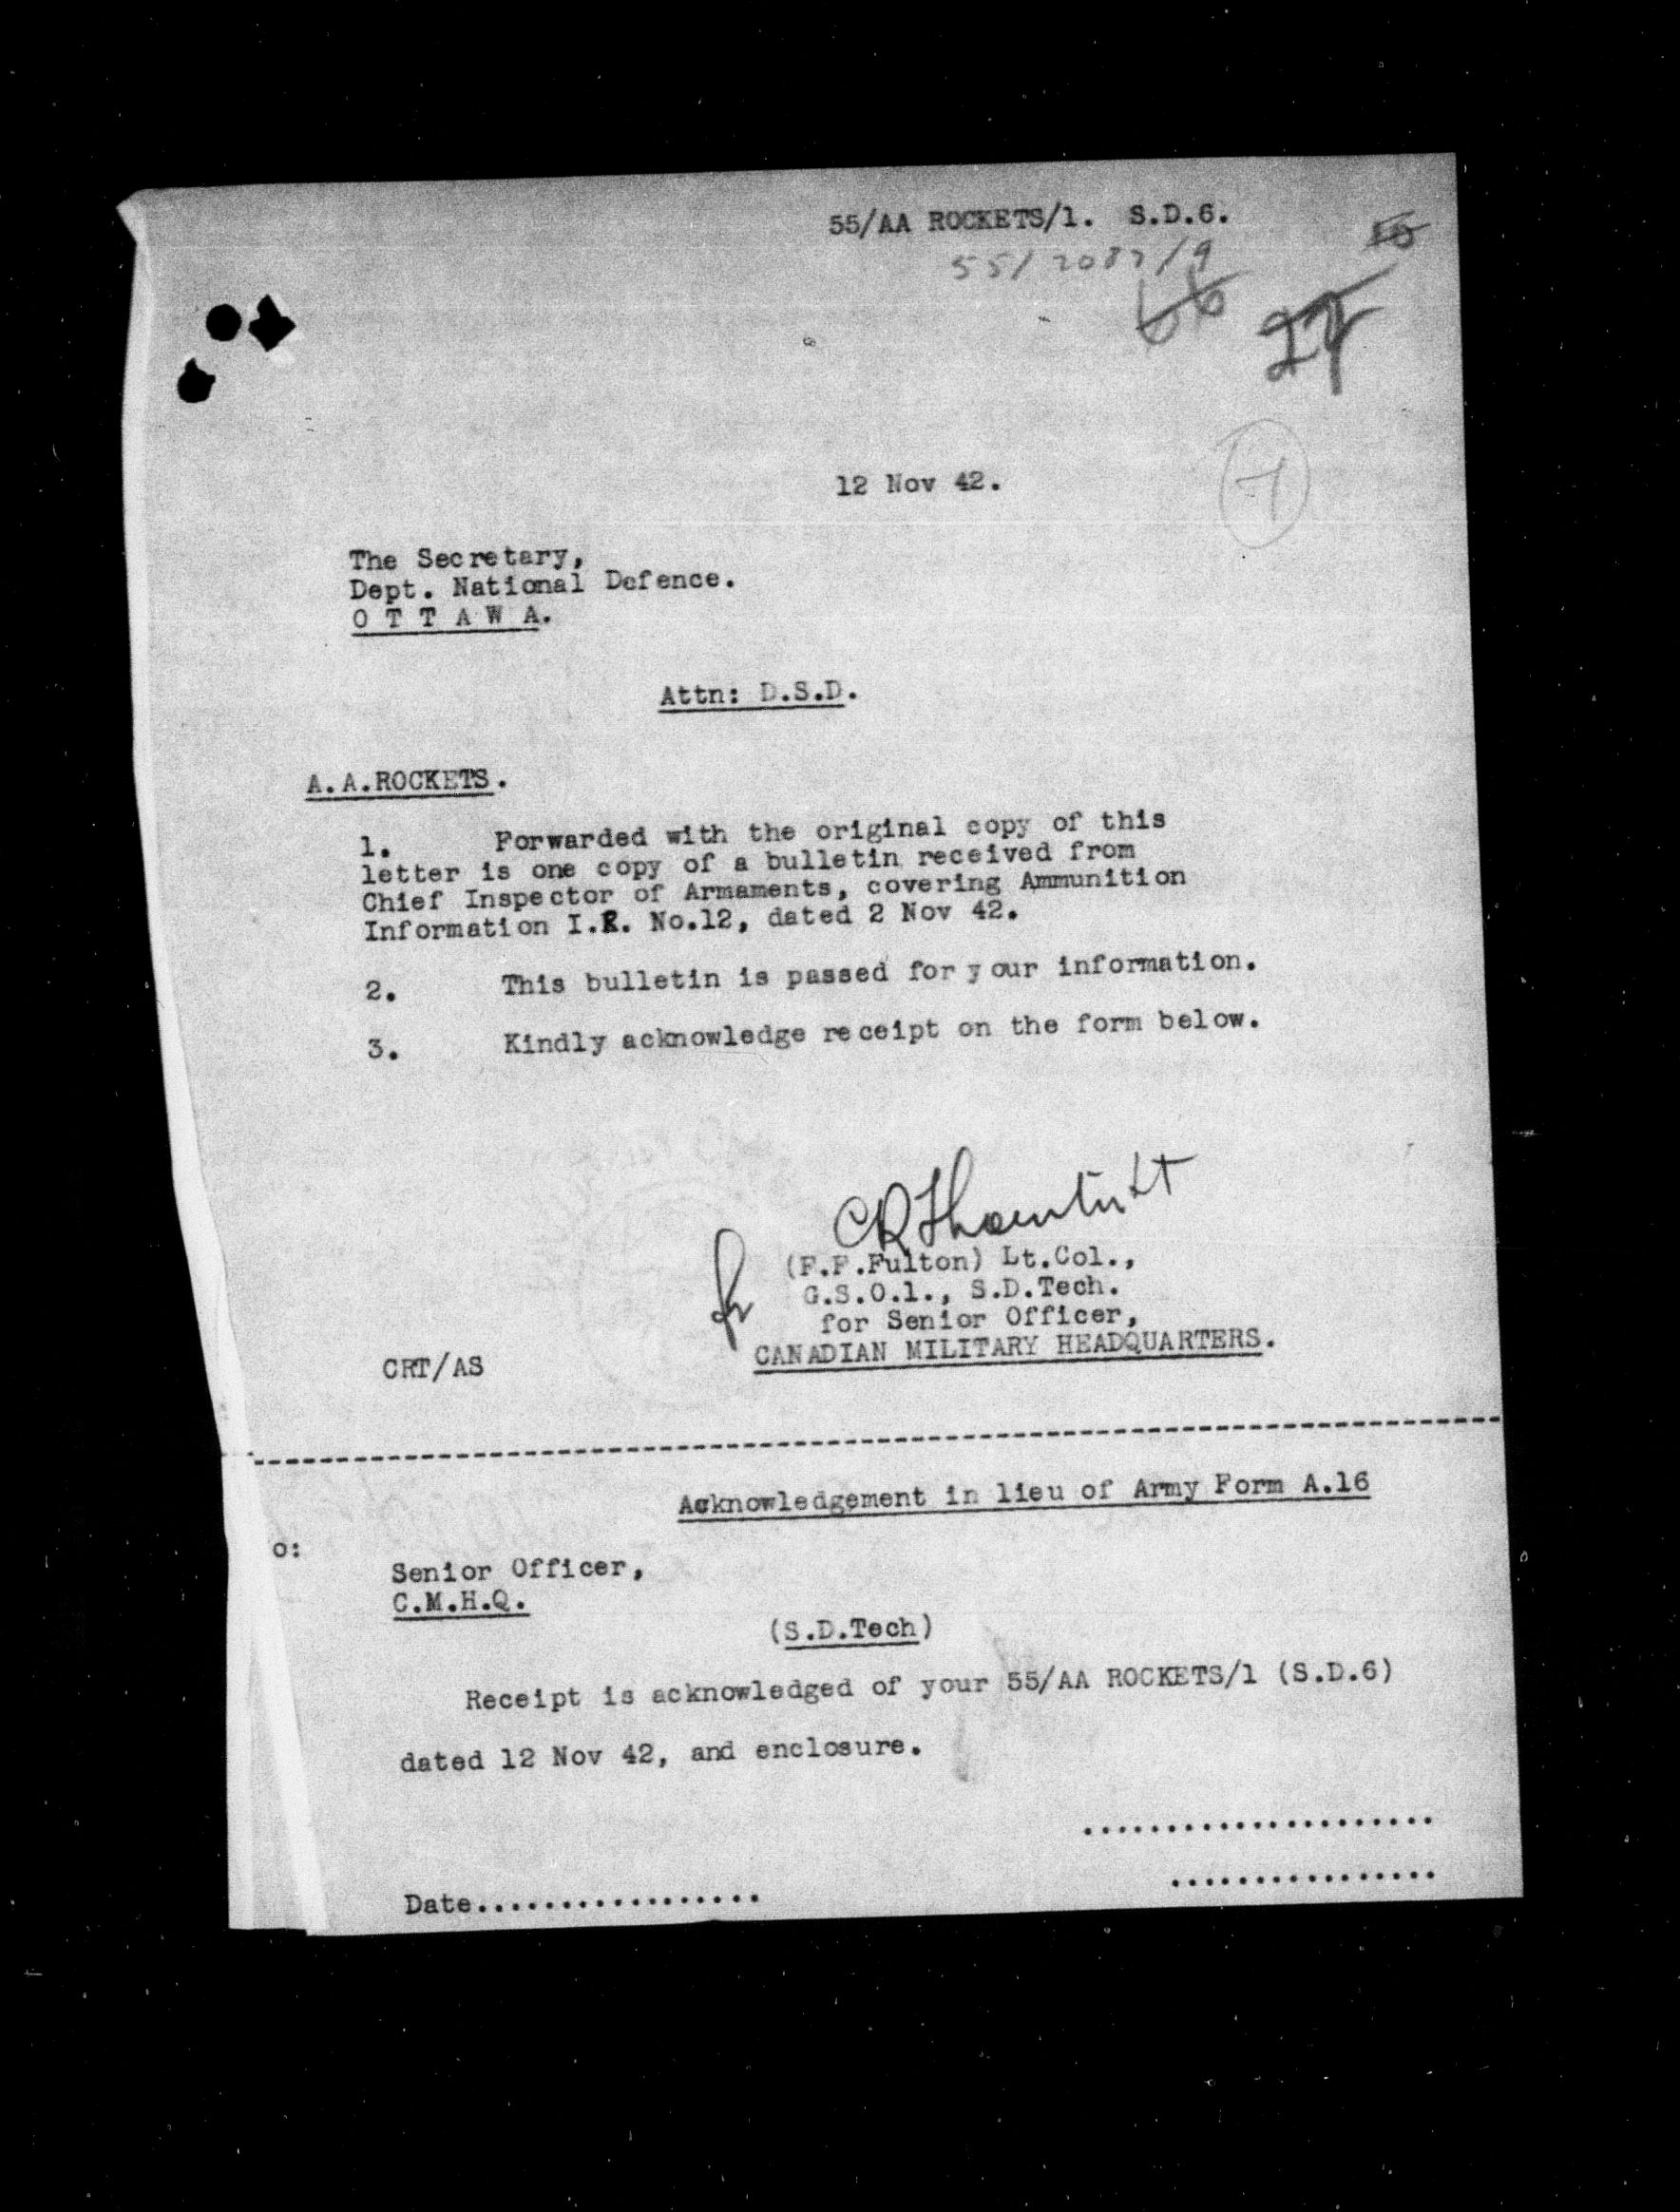 55/AA ROCKETS/1. S.D.6.
55/2087/9
66
12 Nov 42.
The Secretary,
Dept. National Defence.
O T T A W A.
Attn: D.S.D.
A.A.ROCKETS.
1. Forwarded with the original copy of this
letter is one copy of a bulletin received from
Chief Inspector of Armaments, covering Ammunition
Information I.R. No.12, dated 2 Nov 42.
2. This bulletin is passed for your information.
3. Kindly acknowledge receipt on the form below.
for
(F.F.Fulton) Lt.Col.,
G.S.O.1., S.D.Tech.
for Senior Officer,
CANADIAN MILITARY HEADQUARTERS.
CRT/AS
Acknowledgement in lieu of Army Form A.16
o:
Senior Officer,
C.M.H.Q.
(S.D.Tech)
Receipt is acknowledged of your 55/AA ROCKETS/1 (S.D.6)
dated 12 Nov 42, and enclosure.
.....................
................
Date.................